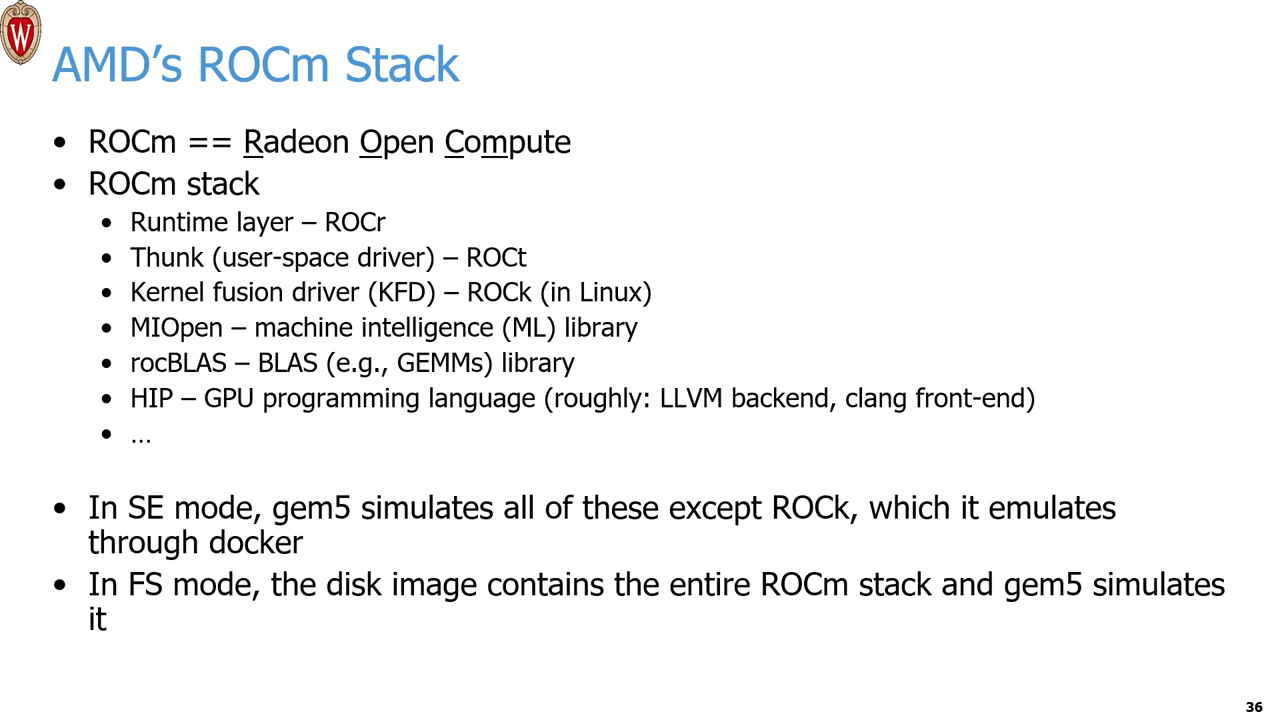 W
AMD’s ROCm Stack
• ROCm == Radeon Open Compute
• ROCm stack
• Runtime layer – ROCr
• Thunk (user-space driver) – ROCt
• Kernel fusion driver (KFD) – ROCk (in Linux)
• MIOpen – machine intelligence (ML) library
• rocBLAS – BLAS (e.g., GEMMs) library
• HIP – GPU programming language (roughly: LLVM backend, clang front-end)
• …
• In SE mode, gem5 simulates all of these except ROCk, which it emulates
through docker
• In FS mode, the disk image contains the entire ROCm stack and gem5 simulates
it
36